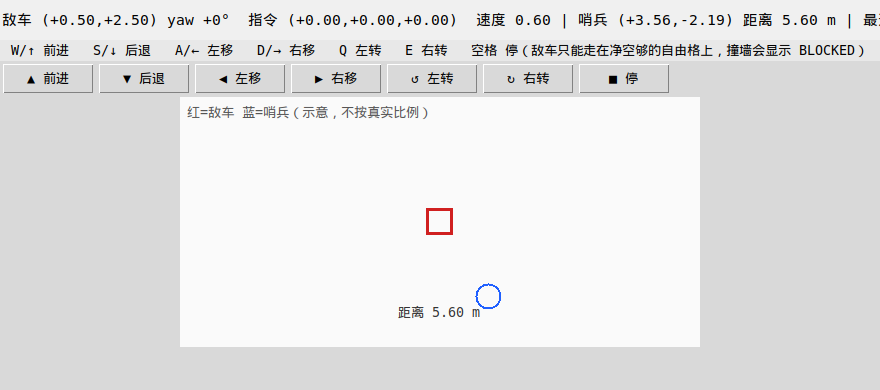 敌车 (+0.50,+2.50) yaw +0° 指令 (+0.00,+0.00,+0.00) 速度 0.60 | 哨兵 (+3.56,-2.19) 距离 5.60 m |
W/↑ 前进 S/↓ 后退 A/← 左移 D/→ 右移 Q 左转 E 右转 空格 停（敌车只能走在净空够的自由格上，撞墙会显示 BLOCKED）
▲ 前进 ▼ 后退 ◀ 左移 ▶ 右移 ↺ 左转 ↻ 右转 ■ 停
红=敌车 蓝=哨兵（示意，不按真实比例）
距离 5.60 m